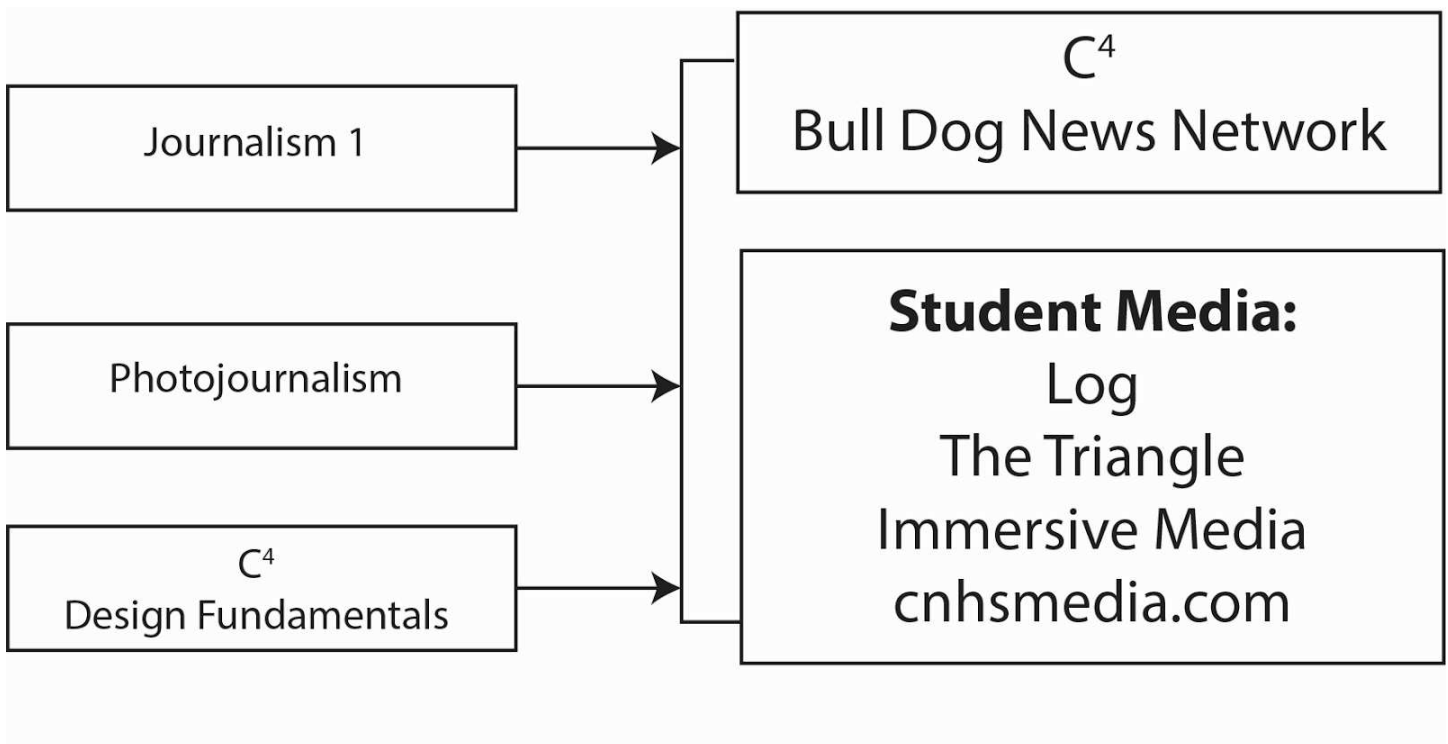 Journalism 1
Photojournalism
C⁴
Design Fundamentals
C⁴
Bull Dog News Network
Student Media:
Log
The Triangle
Immersive Media
cnhsmedia.com